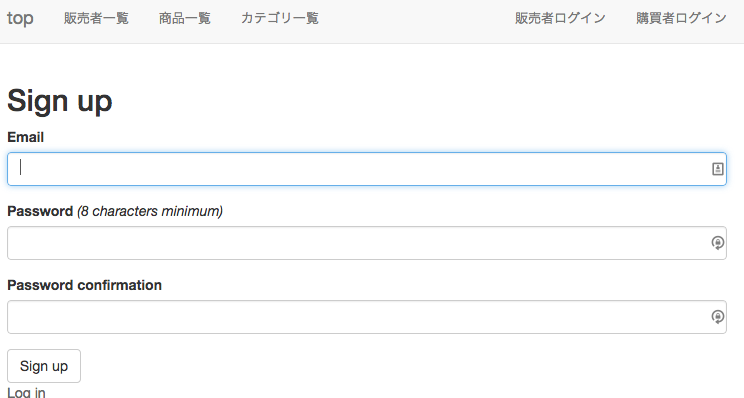 top 販売者一覧 商品一覧 カテゴリ一覧 販売者ログイン 購買者ログイン
Sign up
Email
Password (8 characters minimum)
Password confirmation
Sign up
Log in